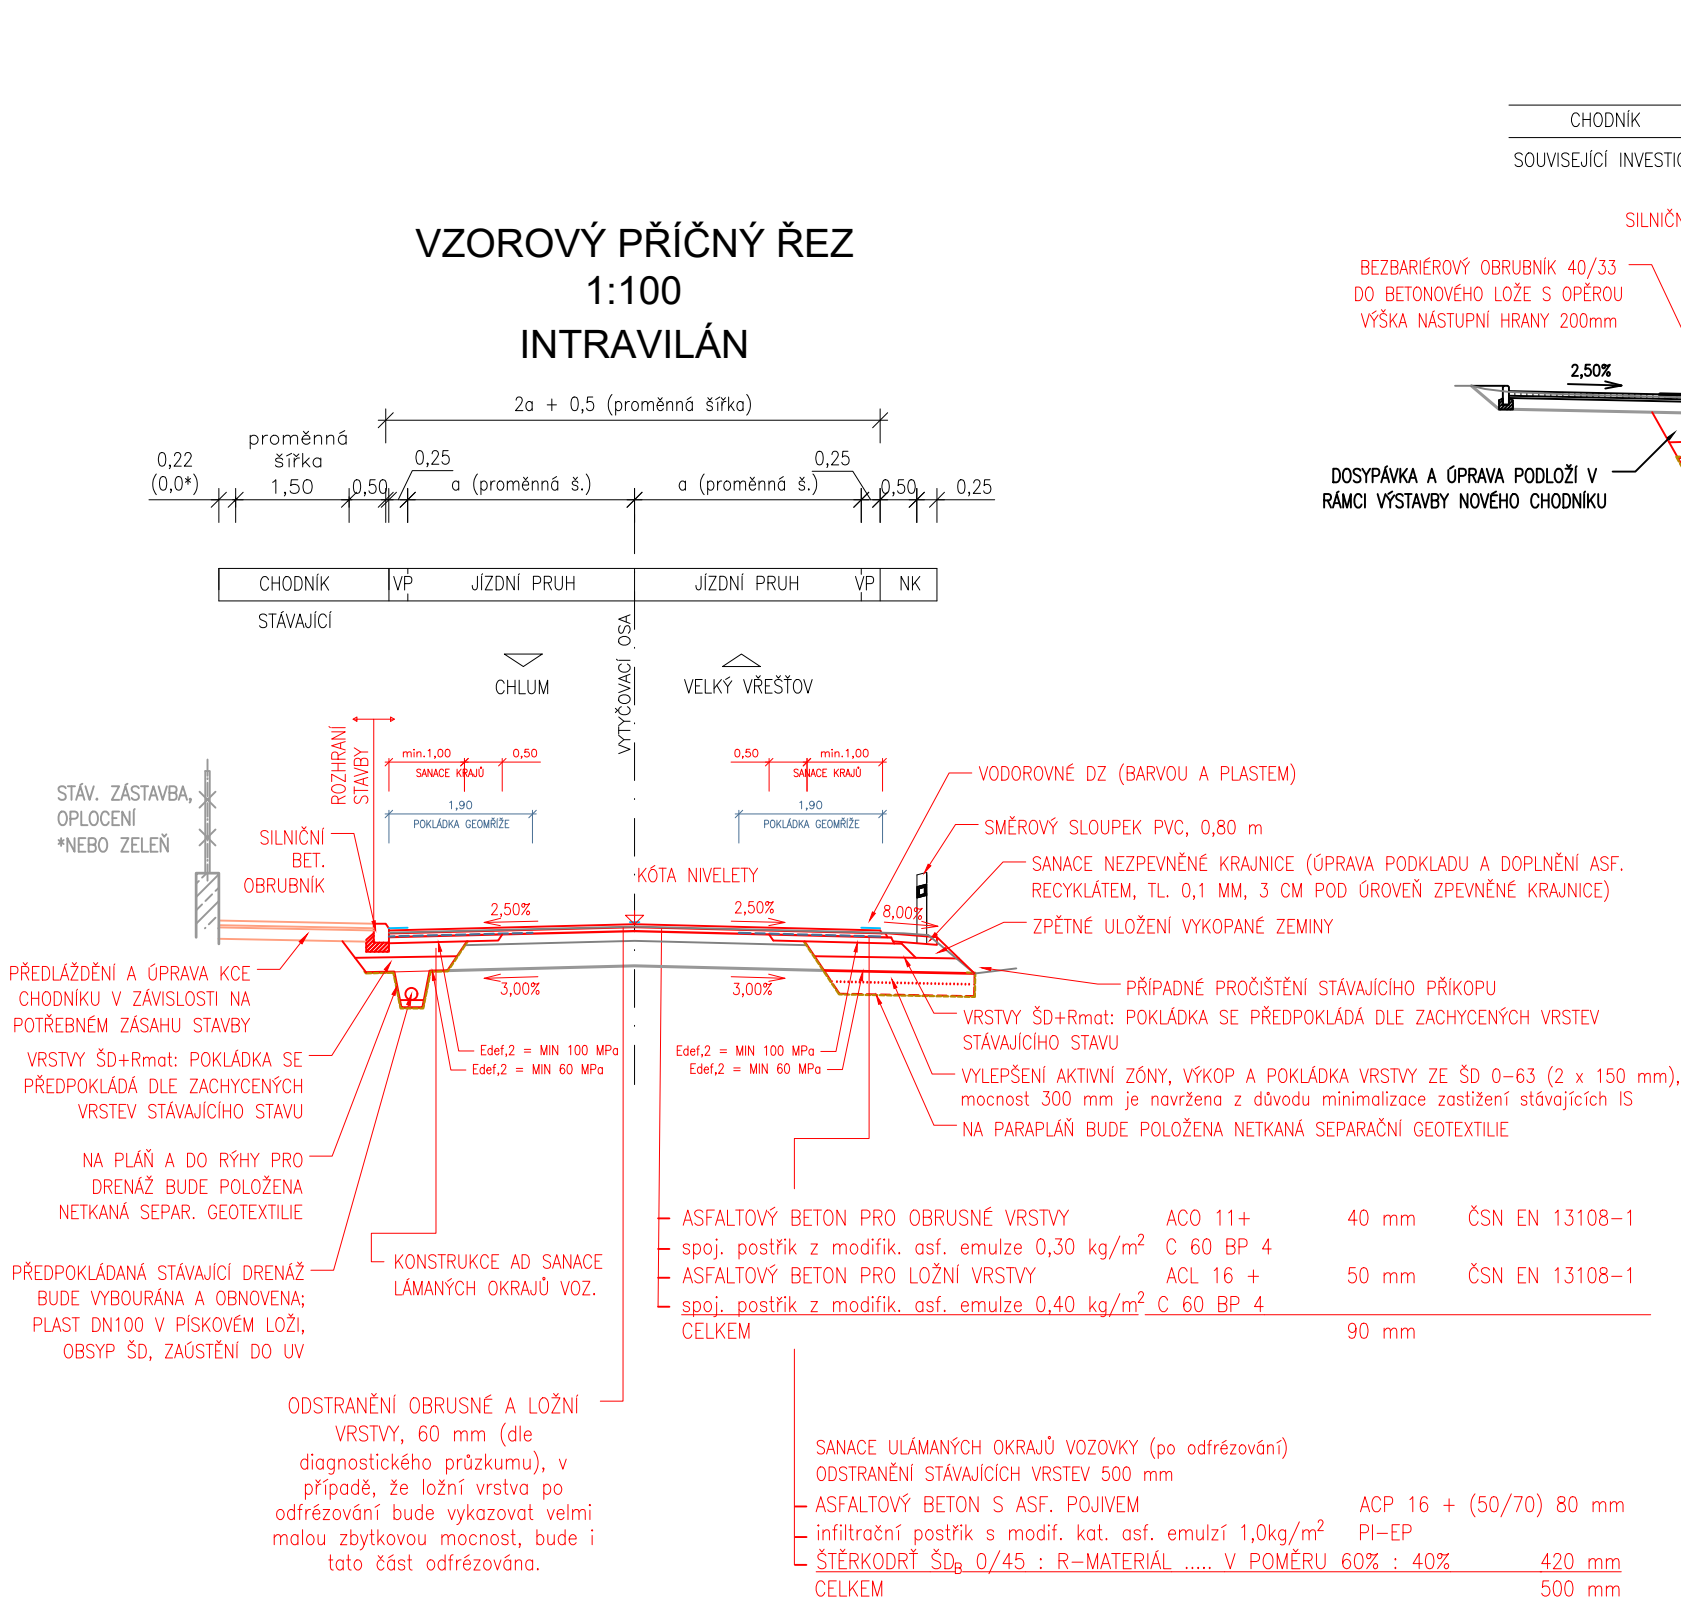 CHODNÍK
SOUVISEJÍCÍ
SILNIČN
BEZBARIÉROVÝ OBRUBNÍK 40/33
DO BETONOVÉHO LOŽE S OPĚROU
VÝŠKA NÁSTUPNÍ HRANY 200mm
2,50%
DOSYPÁVKA A ÚPRAVA PODLOŽÍ V
RÁMCI VÝSTAVBY NOVÉHO CHODNÍKU
VZOROVÝ PŘÍČNÝ ŘEZ
1:100
INTRAVILÁN
2a + 0,5 (proměnná šířka)
proměnná
šířka
0,22
(0,0*)
1,50
0,50
0,25
a (proměnná š.)
a (proměnná š.)
0,25
0,50
0,25
CHODNÍK
VP
JÍZDNÍ PRUH
JÍZDNÍ PRUH
VP
NK
STÁVAJÍCÍ
VYTYČOVACÍ OSA
CHLUM
VELKÝ VŘEŠŤOV
ROZHRANÍ
STAVBY
min.1,00
0,50
SANACE KRAJŮ
1,90
POKLÁDKA GEOMŘÍŽE
0,50
min.1,00
SANACE KRAJŮ
1,90
POKLÁDKA GEOMŘÍŽE
STÁV. ZÁSTAVBA,
OPLOCENÍ
*NEBO ZELEŇ
SILNIČNÍ
BET.
OBRUBNÍK
KÓTA NIVELETY
2,50%
2,50%
8,00%
3,00%
3,00%
VODOROVNÉ DZ (BARVOU A PLASTEM)
SMĚROVÝ SLOUPEK PVC, 0,80 m
SANACE NEZPEVNĚNÉ KRAJNICE (ÚPRAVA PODKLADU A DOPLNĚNÍ ASF.
RECYKLÁTEM, TL. 0,1 MM, 3 CM POD ÚROVEŇ ZPEVNĚNÉ KRAJNICE)
ZPĚTNÉ ULOŽENÍ VYKOPANÉ ZEMINY
PŘÍPADNÉ PROČIŠTĚNÍ STÁVAJÍCÍHO PŘÍKOPU
VRSTVY ŠD+Rmat: POKLÁDKA SE PŘEDPOKLÁDÁ DLE ZACHYCENÝCH VRSTEV
STÁVAJÍCÍHO STAVU
VYLEPŠENÍ AKTIVNÍ ZÓNY, VÝKOP A POKLÁDKA VRSTVY ZE ŠD 0-63 (2 x 150 mm),
mocnost 300 mm je navržena z důvodu minimalizace zastižení stávajících IS
NA PARAPLÁŇ BUDE POLOŽENA NETKANÁ SEPARAČNÍ GEOTEXTILIE
PŘEDLÁŽDĚNÍ A ÚPRAVA KCE
CHODNÍKU V ZÁVISLOSTI NA
POTŘEBNÉM ZÁSAHU STAVBY
VRSTVY ŠD+Rmat: POKLÁDKA SE
PŘEDPOKLÁDÁ DLE ZACHYCENÝCH
VRSTEV STÁVAJÍCÍHO STAVU
NA PLÁŇ A DO RÝHY PRO
DRENÁŽ BUDE POLOŽENA
NETKANÁ SEPAR. GEOTEXTILIE
PŘEDPOKLÁDANÁ STÁVAJÍCÍ DRENÁŽ
BUDE VYBOURÁNA A OBNOVENA;
PLAST DN100 V PÍSKOVÉM LOŽI,
OBSYP ŠD, ZAÚSTĚNÍ DO UV
Edef,2 = MIN 100 MPa
Edef,2 = MIN 60 MPa
Edef,2 = MIN 100 MPa
Edef,2 = MIN 60 MPa
KONSTRUKCE AD SANACE
LÁMANÝCH OKRAJŮ VOZ.
ASFALTOVÝ BETON PRO OBRUSNÉ VRSTVY ACO 11+ 40 mm ČSN EN 13108-1
spoj. postřik z modifik. asf. emulze 0,30 kg/m² C 60 BP 4
ASFALTOVÝ BETON PRO LOŽNÍ VRSTVY ACL 16 + 50 mm ČSN EN 13108-1
spoj. postřik z modifik. asf. emulze 0,40 kg/m² C 60 BP 4
CELKEM 90 mm
ODSTRANĚNÍ OBRUSNÉ A LOŽNÍ
VRSTVY, 60 mm (dle
diagnostického průzkumu), v
případě, že ložní vrstva po
odfrézování bude vykazovat velmi
malou zbytkovou mocnost, bude i
tato část odfrézována.
SANACE ULÁMANÝCH OKRAJŮ VOZOVKY (po odfrézování)
ODSTRANĚNÍ STÁVAJÍCÍCH VRSTEV 500 mm
ASFALTOVÝ BETON S ASF. POJIVEM ACP 16 + (50/70) 80 mm
infiltrační postřik s modif. kat. asf. emulzí 1,0kg/m² PI-EP
ŠTĚRKODRŤ ŠDB 0/45 : R-MATERIÁL ..... V POMĚRU 60% : 40% 420 mm
CELKEM 500 mm